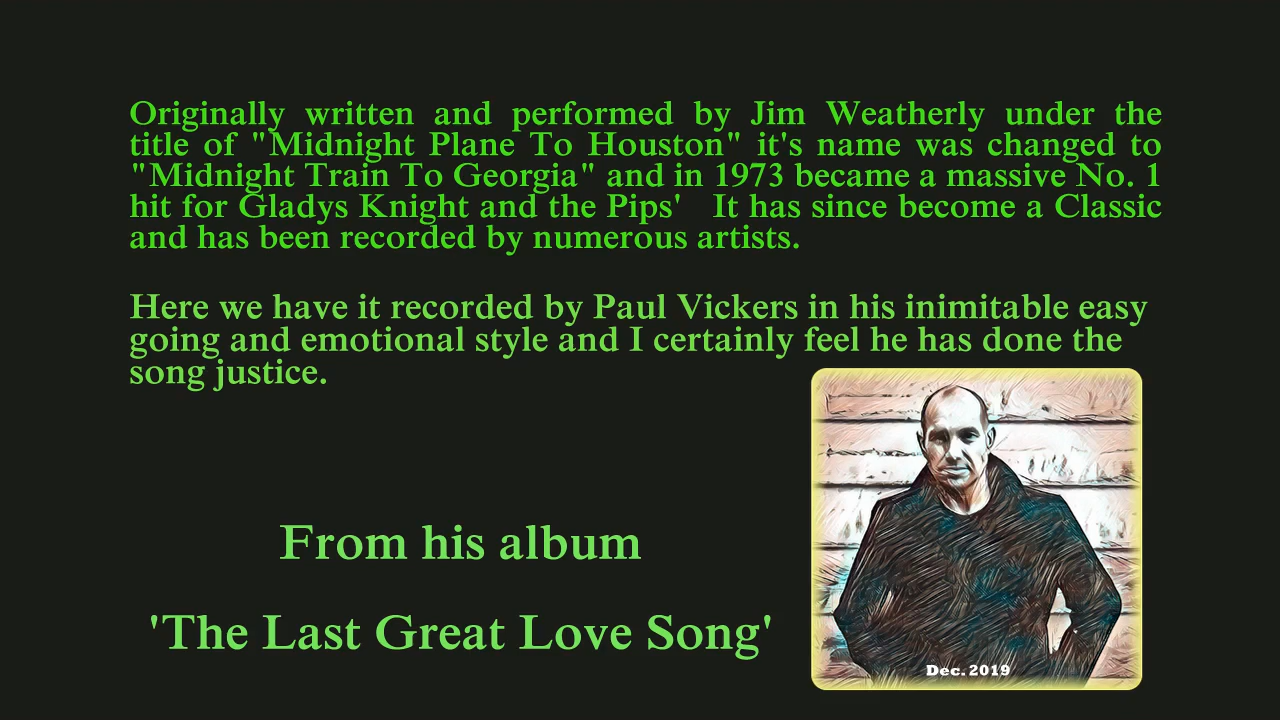 Originally written and performed by Jim Weatherly under the
title of "Midnight Plane To Houston" it's name was changed to
"Midnight Train To Georgia" and in 1973 became a massive No. 1
hit for Gladys Knight and the Pips'   It has since become a Classic
and has been recorded by numerous artists.
Here we have it recorded by Paul Vickers in his inimitable easy
going and emotional style and I certainly feel he has done the
song justice.
From his album
'The Last Great Love Song'
Dec. 2019